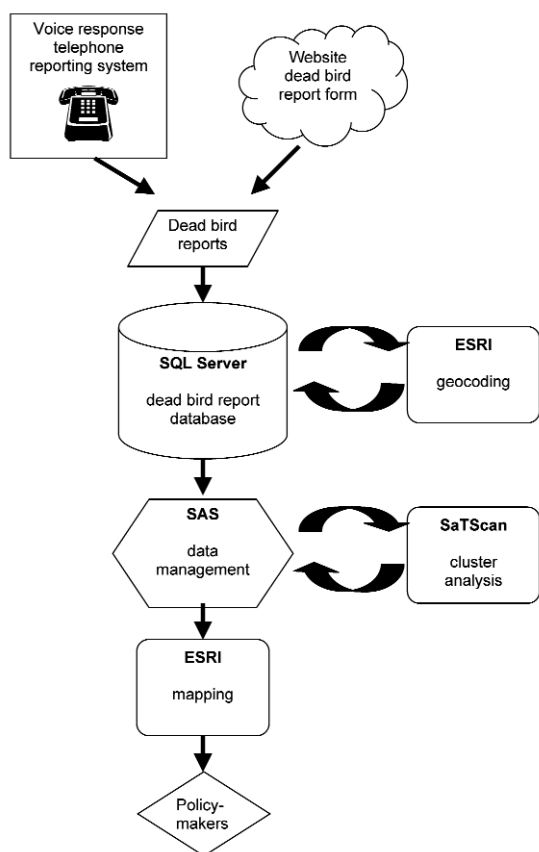 Voice response
telephone
reporting system
Website
dead bird
report form
Dead bird
reports
SQL Server
dead bird report
database
ESRI
geocoding
SAS
data
management
SaTScan
cluster
analysis
ESRI
mapping
Policy-
makers